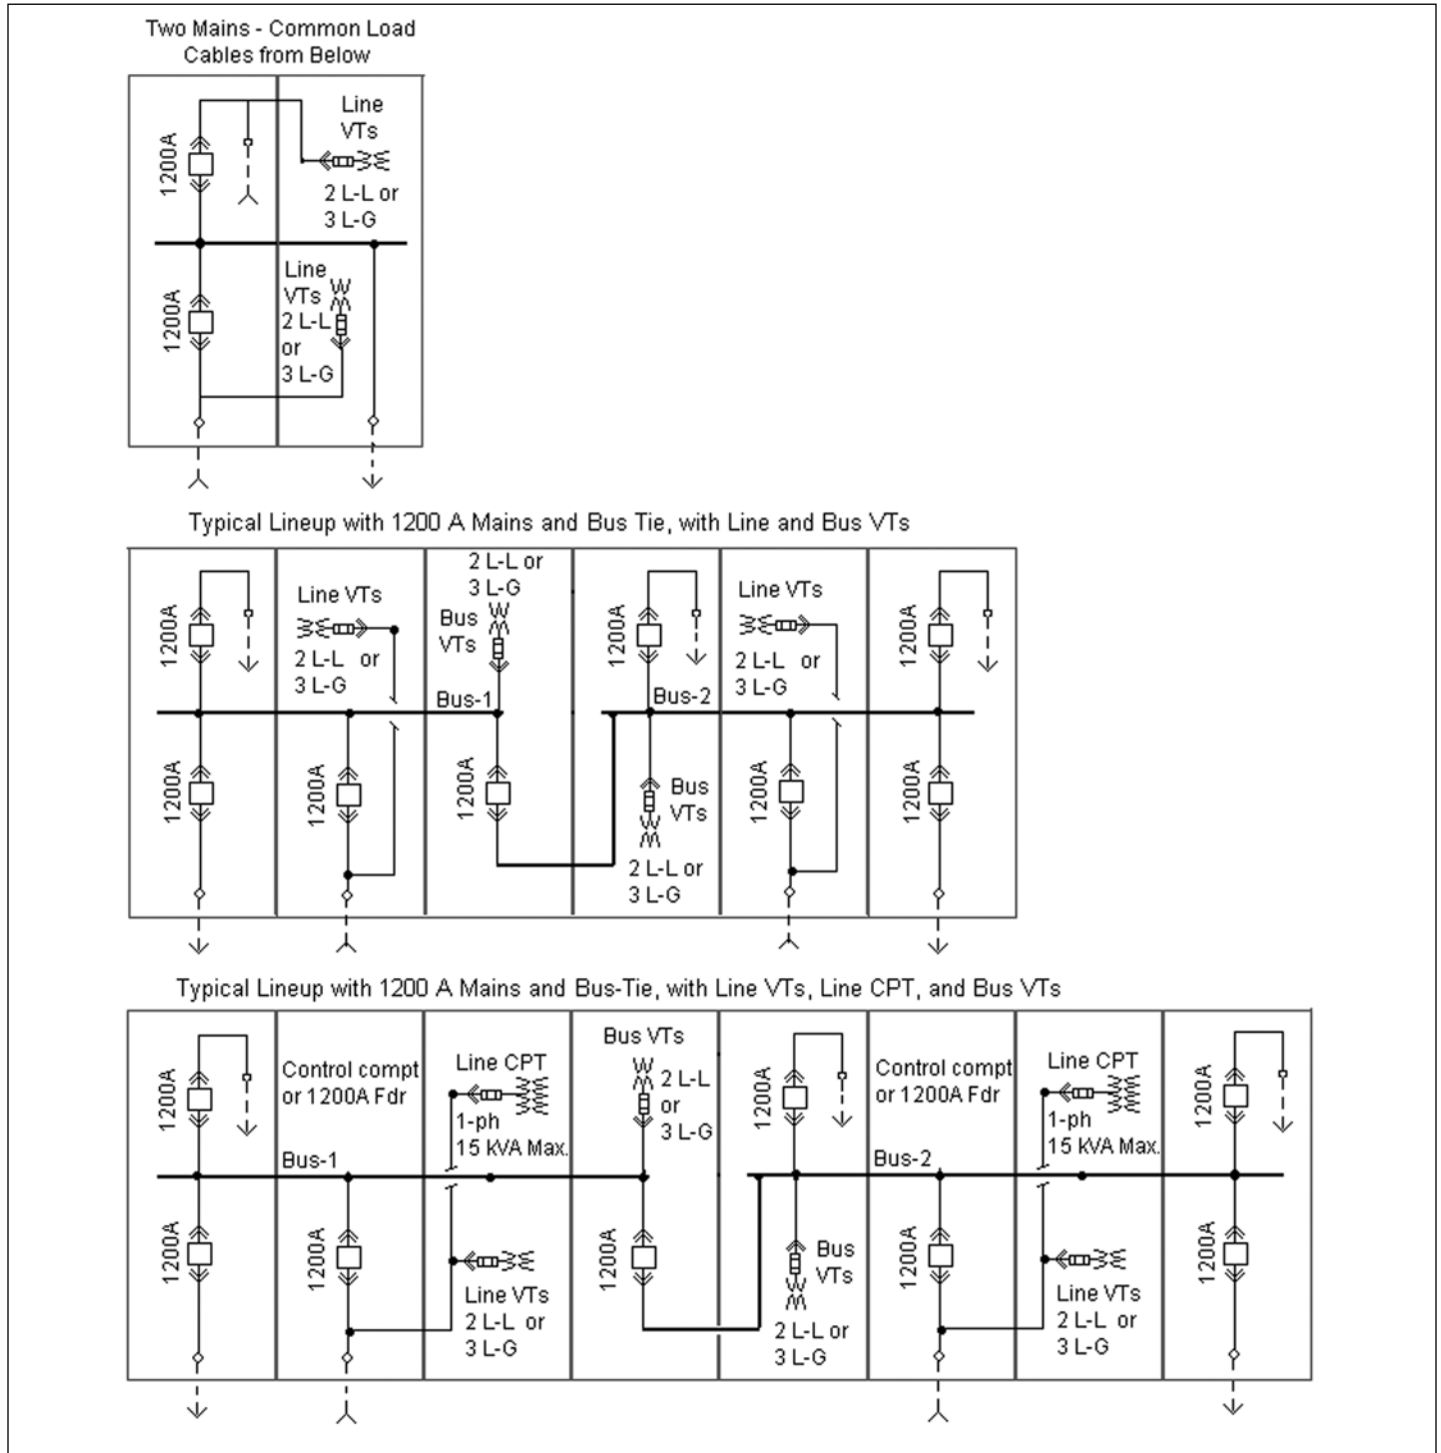 Two Mains - Common Load
Cables from Below
Line
VTs
1200A
2 L-L or
3 L-G
Line
VTs
2 L-L
or
3 L-G
1200A
Typical Lineup with 1200 A Mains and Bus Tie, with Line and Bus VTs
1200A
Line VTs
2 L-L or
3 L-G
2 L-L or
3 L-G
Bus
VTs
1200A
Line VTs
2 L-L or
3 L-G
1200A
Bus-1
Bus-2
1200A
1200A
1200A
Bus
VTs
2 L-L or
3 L-G
1200A
1200A
Typical Lineup with 1200 A Mains and Bus-Tie, with Line VTs, Line CPT, and Bus VTs
1200A
Control compt
or 1200A Fdr
Line CPT
1-ph
15 kVA Max.
Bus VTs
2 L-L
or
3 L-G
1200A
Control compt
or 1200A Fdr
Line CPT
1-ph
15 kVA Max.
1200A
Bus-1
Bus-2
1200A
1200A
Line VTs
2 L-L or
3 L-G
1200A
Bus
VTs
2 L-L or
3 L-G
1200A
Line VTs
2 L-L or
3 L-G
1200A